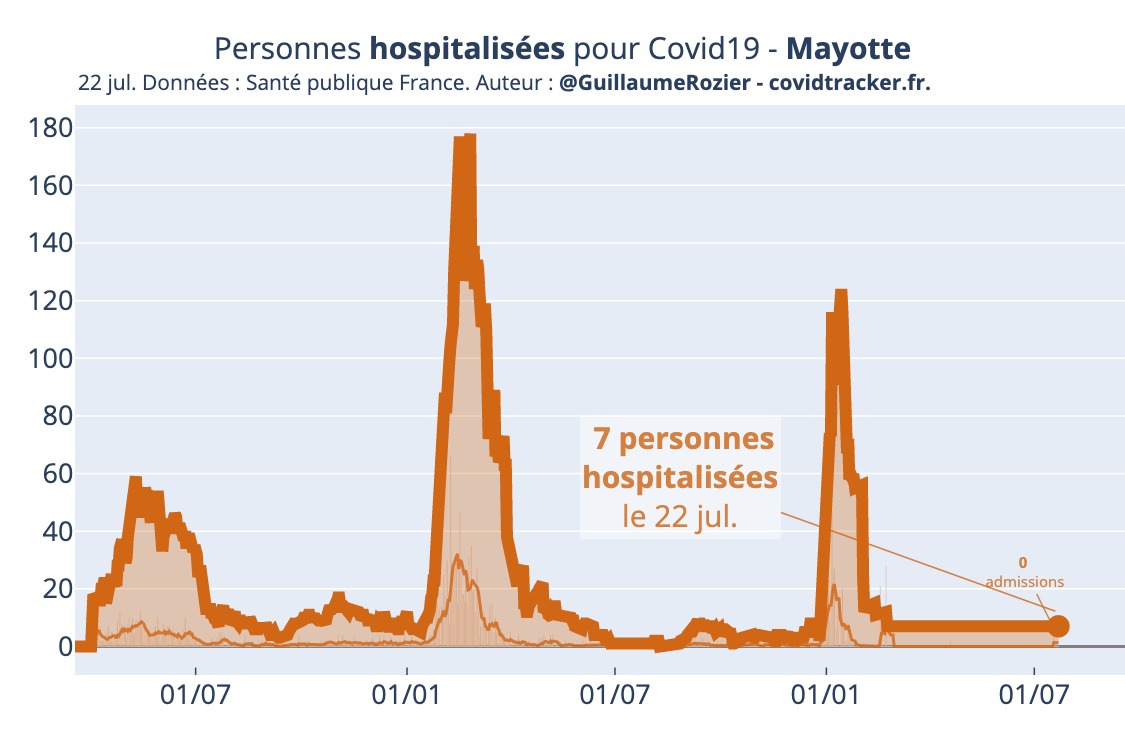 Personnes hospitalisées pour Covid19 - Mayotte
22 jul. Données : Santé publique France. Auteur : @GuillaumeRozier - covidtracker.fr.
180
160
140
120
100
80
60
40
20
0
7 personnes
hospitalisées
le 22 jul.
0
admissions
01/07
01/01
01/07
01/01
01/07